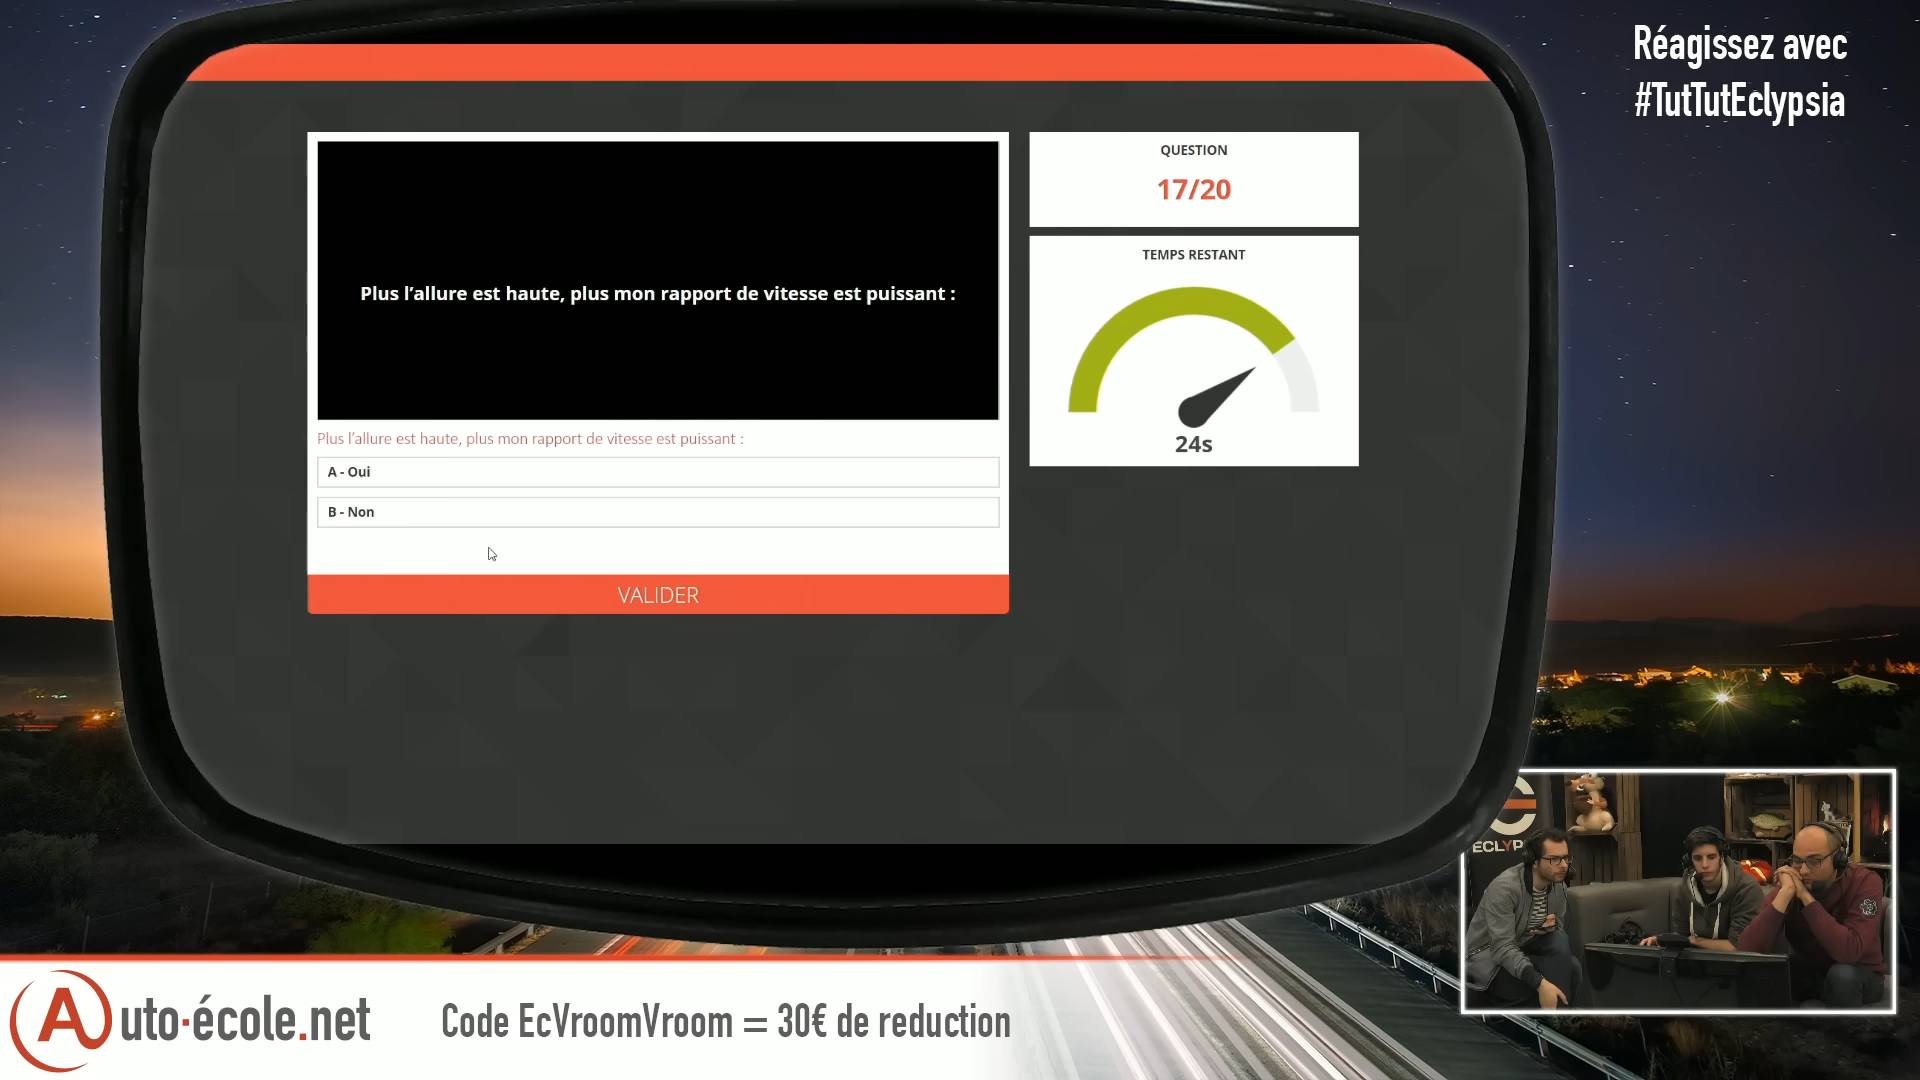 Réagissez avec
#TutTutEclypsia
QUESTION
17/20
TEMPS RESTANT
24s
Plus l’allure est haute, plus mon rapport de vitesse est puissant :
Plus l’allure est haute, plus mon rapport de vitesse est puissant :
A - Oui
B - Non
VALIDER
ECLYP
Auto·école.net
Code EcVroomVroom = 30€ de reduction